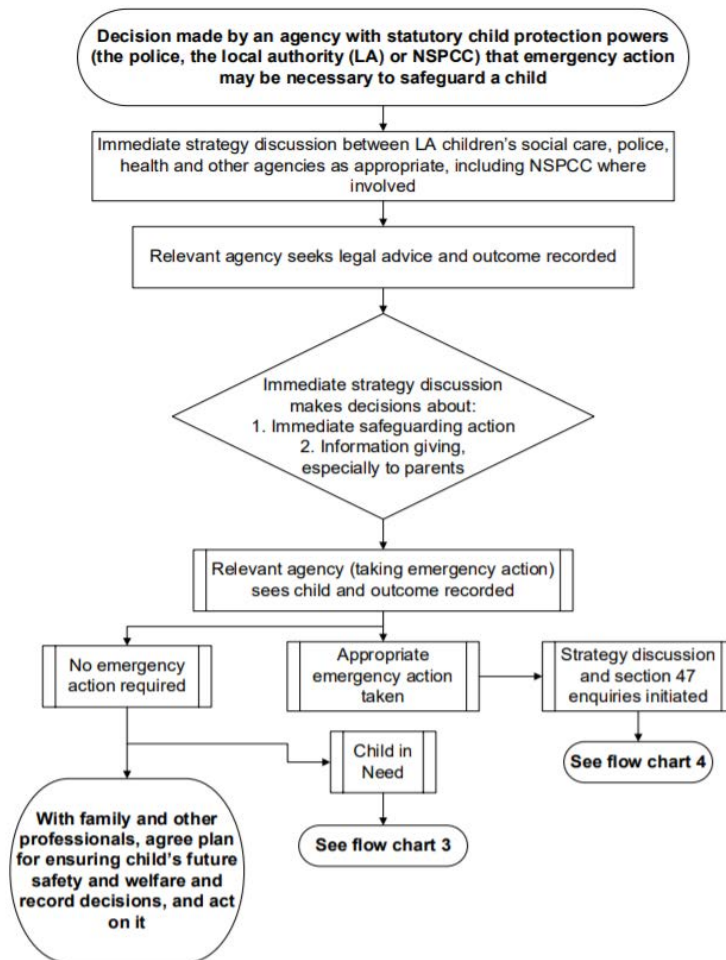 Decision made by an agency with statutory child protection powers
(the police, the local authority (LA) or NSPCC) that emergency action
may be necessary to safeguard a child
Immediate strategy discussion between LA children's social care, police,
health and other agencies as appropriate, including NSPCC where
involved
Relevant agency seeks legal advice and outcome recorded
Immediate strategy discussion
makes decisions about:
1. Immediate safeguarding action
2. Information giving,
especially to parents
Relevant agency (taking emergency action)
sees child and outcome recorded
No emergency
action required
Appropriate
emergency action
taken
Strategy discussion
and section 47
enquiries initiated
Child in
Need
See flow chart 4
With family and other
professionals, agree plan
for ensuring child's future
safety and welfare and
record decisions, and act
on it
See flow chart 3